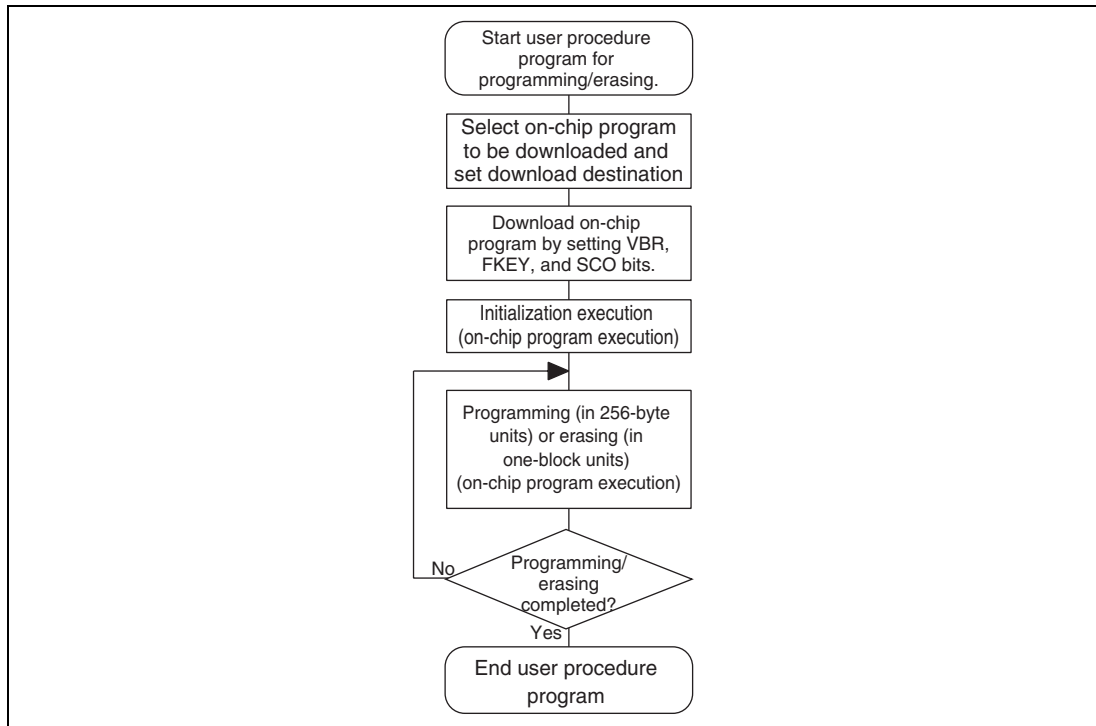 Start user procedure
program for
programming/erasing.
Select on-chip program
to be downloaded and
set download destination
Download on-chip
program by setting VBR,
FKEY, and SCO bits.
Initialization execution
(on-chip program execution)
Programming (in 256-byte
units) or erasing (in
one-block units)
(on-chip program execution)
No
Programming/
erasing
completed?
Yes
End user procedure
program